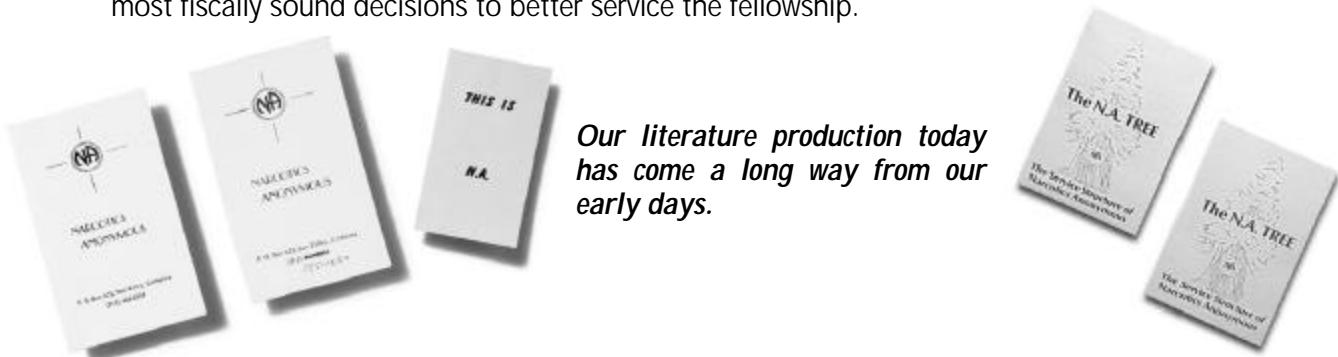 most fiscally sound decisions to better service the fellowship.
NA
NARCOTICS
ANONYMOUS
NA
NARCOTICS
ANONYMOUS
THIS IS
N.A.
Our literature production today
has come a long way from our
early days.
The N.A. TREE
The Service Structure of
Narcotics Anonymous
The N.A. TREE
The Service Structure of
Narcotics Anonymous